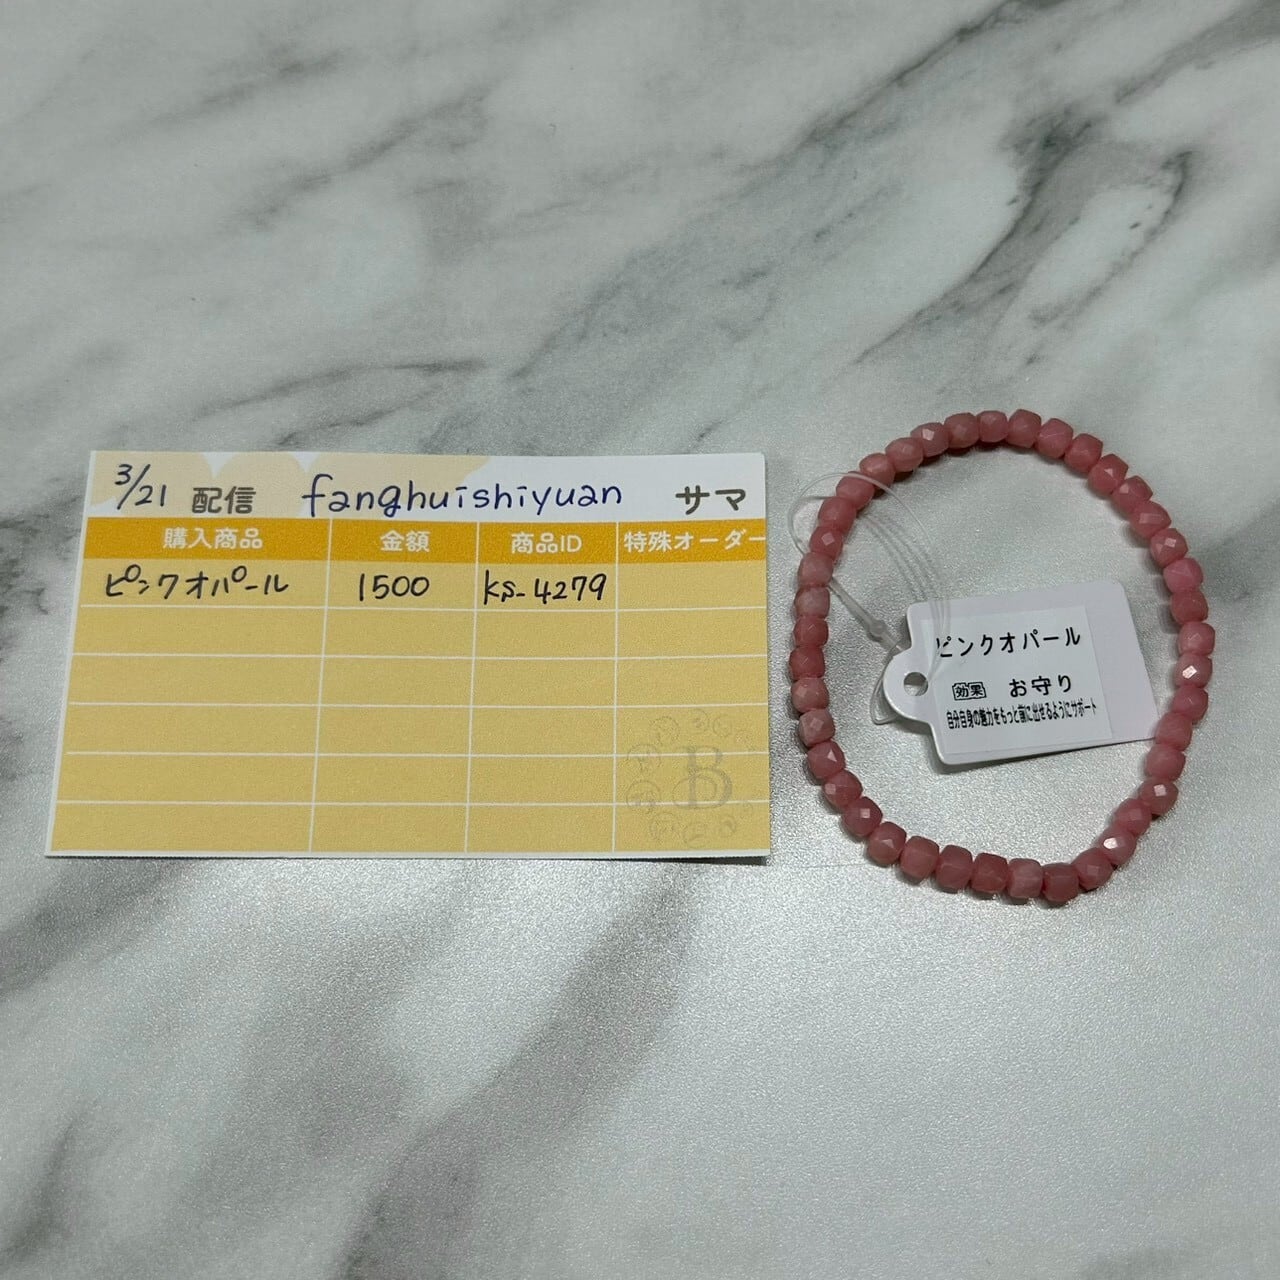 3/21 配信 fanghuishiyuan サマ
購入商品 金額 商品ID 特殊オーダー
ピンクオパール 1500 ks-4279
B
ピンクオパール
効果 お守り
自分自身の魅力をもっと前に出せるようにサポート